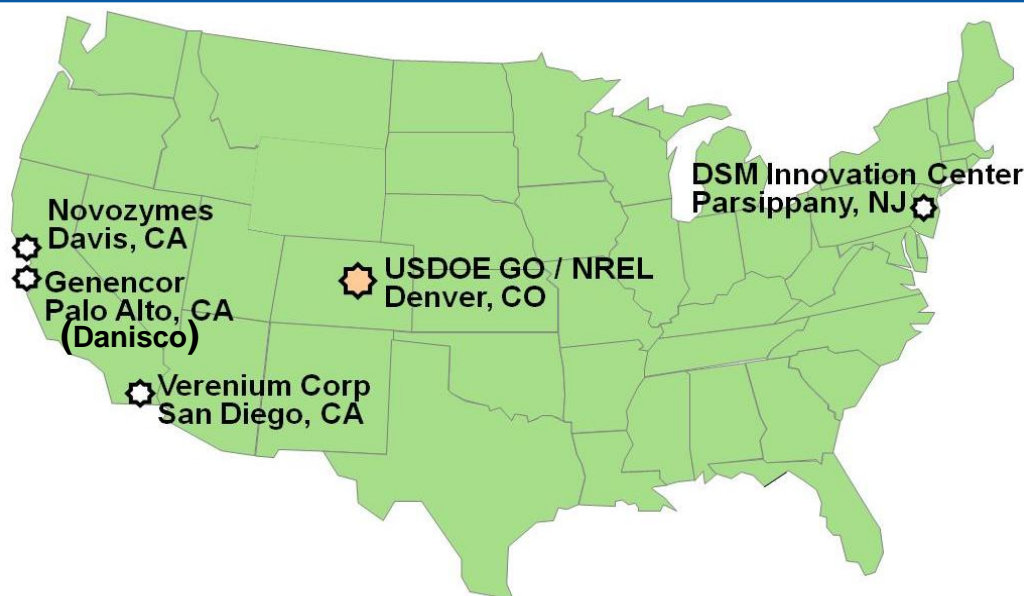 Novozymes
Davis, CA
Genencor
Palo Alto, CA
(Danisco)
Verenium Corp
San Diego, CA
USDOE GO / NREL
Denver, CO
DSM Innovation Center
Parsippany, NJ